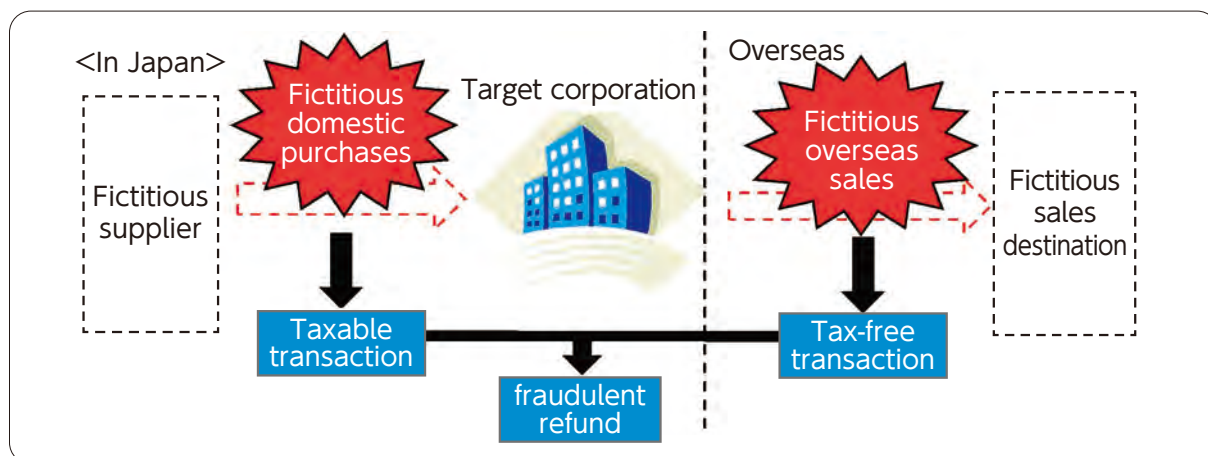 <In Japan>
Fictitious
supplier
Fictitious
domestic
purchases
Target corporation
Overseas
Fictitious
overseas
sales
Fictitious
sales
destination
Taxable
transaction
Tax-free
transaction
fraudulent
refund